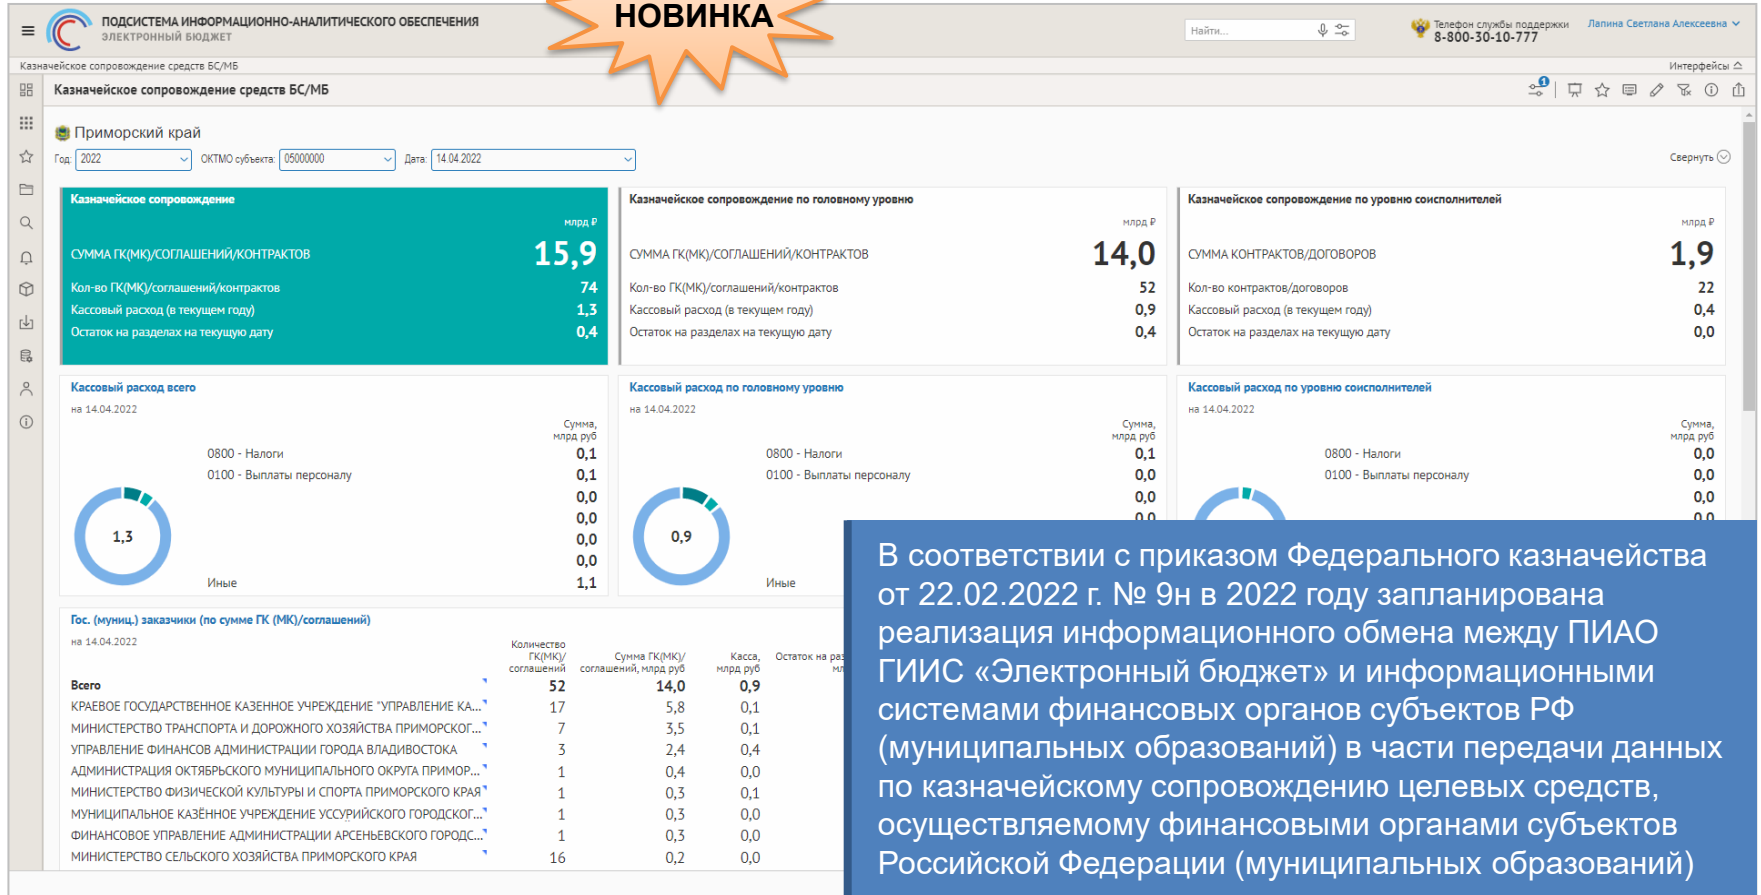 НОВИНКА
ПОДСИСТЕМА ИНФОРМАЦИОННО-АНАЛИТИЧЕСКОГО ОБЕСПЕЧЕНИЯ
ЭЛЕКТРОННЫЙ БЮДЖЕТ
Найти...
Телефон службы поддержки
8-800-30-10-777
Лапина Светлана Алексеевна
Казначейское сопровождение средств БС/МБ
Интерфейсы
Казначейское сопровождение средств БС/МБ
1
Приморский край
Год: 2022 ОКТМО субъекта: 05000000 Дата: 14.04.2022
Свернуть
Казначейское сопровождение
млрд ₽
СУММА ГК(МК)/СОГЛАШЕНИЙ/КОНТРАКТОВ 15,9
Кол-во ГК(МК)/соглашений/контрактов 74
Кассовый расход (в текущем году) 1,3
Остаток на разделах на текущую дату 0,4
Казначейское сопровождение по головному уровню
млрд ₽
СУММА ГК(МК)/СОГЛАШЕНИЙ/КОНТРАКТОВ 14,0
Кол-во ГК(МК)/соглашений/контрактов 52
Кассовый расход (в текущем году) 0,9
Остаток на разделах на текущую дату 0,4
Казначейское сопровождение по уровню соисполнителей
млрд ₽
СУММА КОНТРАКТОВ/ДОГОВОРОВ 1,9
Кол-во контрактов/договоров 22
Кассовый расход (в текущем году) 0,4
Остаток на разделах на текущую дату 0,0
Кассовый расход всего
на 14.04.2022
Сумма,
млрд руб
0800 - Налоги 0,1
0100 - Выплаты персоналу 0,1
0,0
0,0
1,3 0,0
0,0
Иные 1,1
Кассовый расход по головному уровню
на 14.04.2022
Сумма,
млрд руб
0800 - Налоги 0,1
0100 - Выплаты персоналу 0,0
0,0
0,0
0,9
Иные
Кассовый расход по уровню соисполнителей
на 14.04.2022
Сумма,
млрд руб
0800 - Налоги 0,0
0100 - Выплаты персоналу 0,0
0,0
0,0
Гос. (муниц.) заказчики (по сумме ГК (МК)/соглашений)
на 14.04.2022
Количество
ГК(МК)/ Сумма ГК(МК)/ Касса, Остаток на раз
соглашений соглашений, млрд руб млрд руб
Всего 52 14,0 0,9
КРАЕВОЕ ГОСУДАРСТВЕННОЕ КАЗЕННОЕ УЧРЕЖДЕНИЕ "УПРАВЛЕНИЕ КА... 17 5,8 0,1
МИНИСТЕРСТВО ТРАНСПОРТА И ДОРОЖНОГО ХОЗЯЙСТВА ПРИМОРСКОГ... 7 3,5 0,1
УПРАВЛЕНИЕ ФИНАНСОВ АДМИНИСТРАЦИИ ГОРОДА ВЛАДИВОСТОКА 3 2,4 0,4
АДМИНИСТРАЦИЯ ОКТЯБРЬСКОГО МУНИЦИПАЛЬНОГО ОКРУГА ПРИМОР... 1 0,4 0,0
МИНИСТЕРСТВО ФИЗИЧЕСКОЙ КУЛЬТУРЫ И СПОРТА ПРИМОРСКОГО КРАЯ 1 0,3 0,1
МУНИЦИПАЛЬНОЕ КАЗЁННОЕ УЧРЕЖДЕНИЕ УССУРИЙСКОГО ГОРОДСКОГ... 1 0,3 0,0
ФИНАНСОВОЕ УПРАВЛЕНИЕ АДМИНИСТРАЦИИ АРСЕНЬЕВСКОГО ГОРОДС... 1 0,3 0,0
МИНИСТЕРСТВО СЕЛЬСКОГО ХОЗЯЙСТВА ПРИМОРСКОГО КРАЯ 16 0,2 0,0
В соответствии с приказом Федерального казначейства
от 22.02.2022 г. № 9н в 2022 году запланирована
реализация информационного обмена между ПИАО
ГИИС «Электронный бюджет» и информационными
системами финансовых органов субъектов РФ
(муниципальных образований) в части передачи данных
по казначейскому сопровождению целевых средств,
осуществляемому финансовыми органами субъектов
Российской Федерации (муниципальных образований)